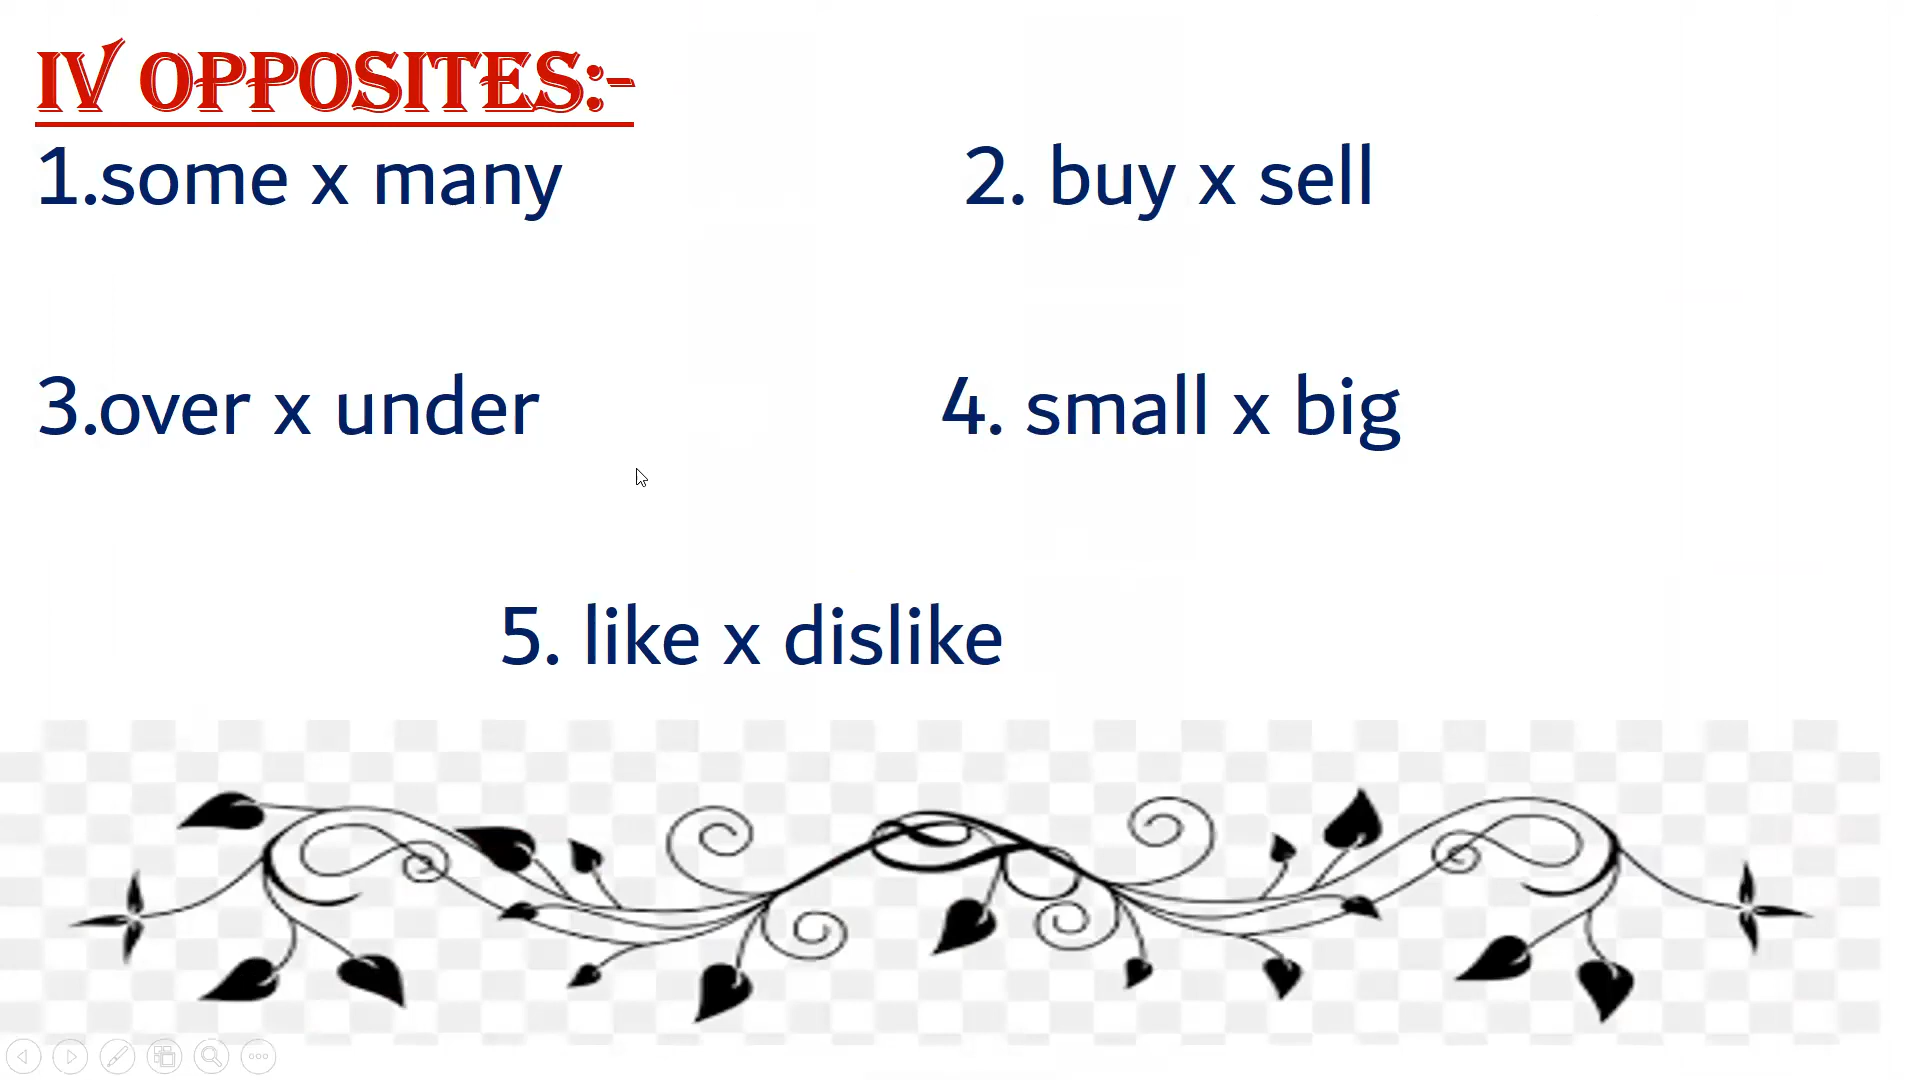 IV OPPOSITES:-
1.some x many 2. buy x sell
3.over x under 4. small x big
5. like x dislike